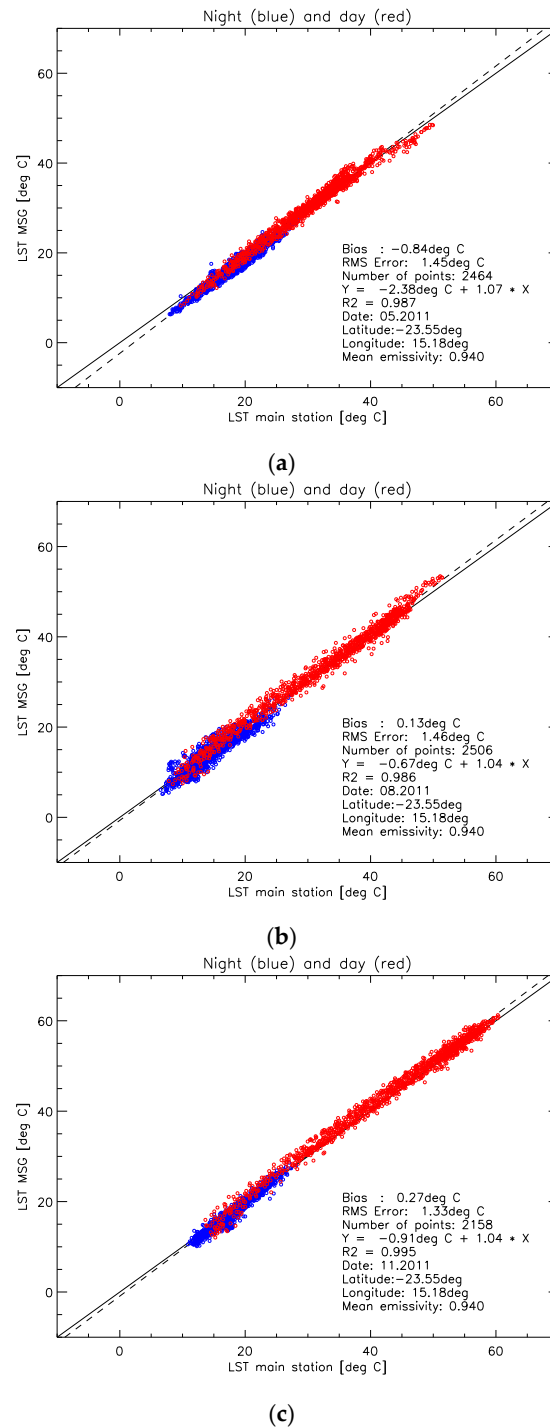 Night (blue) and day (red)
60
40
20
0
LST MSG [deg C]
Bias : -0.84deg C
RMS Error: 1.45deg C
Number of points: 2464
Y = -2.38deg C + 1.07 * X
R2 = 0.987
Date: 05.2011
Latitude:-23.55deg
Longitude: 15.18deg
Mean emissivity: 0.940
0 20 40 60
LST main station [deg C]
(a)
Night (blue) and day (red)
60
40
20
0
LST MSG [deg C]
Bias : 0.13deg C
RMS Error: 1.46deg C
Number of points: 2506
Y = -0.67deg C + 1.04 * X
R2 = 0.986
Date: 08.2011
Latitude:-23.55deg
Longitude: 15.18deg
Mean emissivity: 0.940
0 20 40 60
LST main station [deg C]
(b)
Night (blue) and day (red)
60
40
20
0
LST MSG [deg C]
Bias : 0.27deg C
RMS Error: 1.33deg C
Number of points: 2158
Y = -0.91deg C + 1.04 * X
R2 = 0.995
Date: 11.2011
Latitude:-23.55deg
Longitude: 15.18deg
Mean emissivity: 0.940
0 20 40 60
LST main station [deg C]
(c)